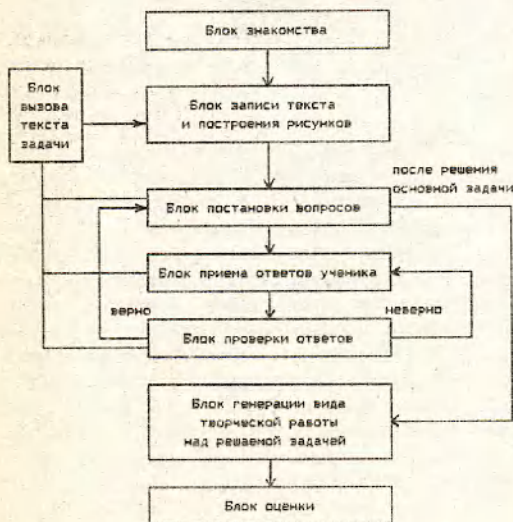 Блок знакомства
Блок
вызова
текста
задачи
Блок записи текста
и построения рисунков
после решения
основной задачи
Блок постановки вопросов
Блок приема ответов ученика
верно
неверно
Блок проверки ответов
Блок генерации вида
творческой работы
над решаемой задачей
Блок оценки